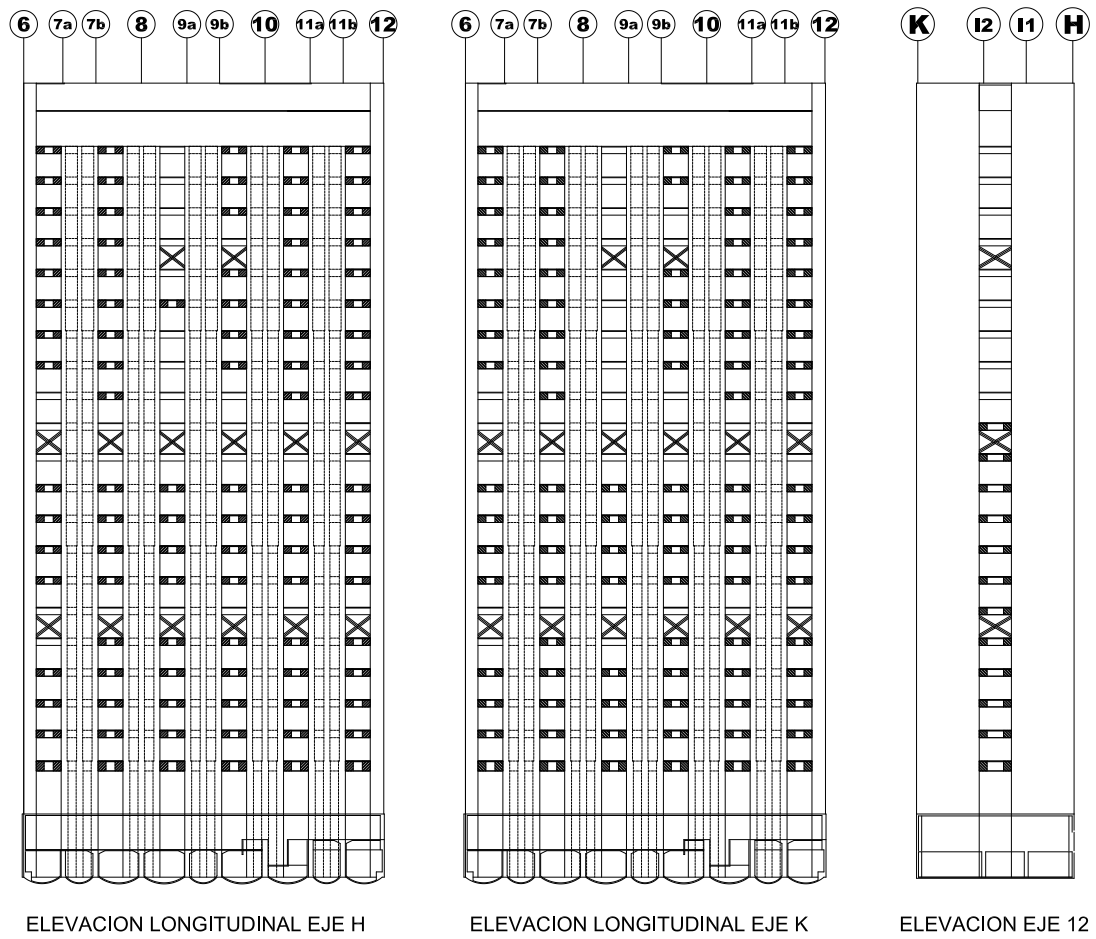 6 7a 7b 8 9a 9b 10 11a 11b 12
6 7a 7b 8 9a 9b 10 11a 11b 12
K I2 I1 H
ELEVACION LONGITUDINAL EJE H
ELEVACION LONGITUDINAL EJE K
ELEVACION EJE 12